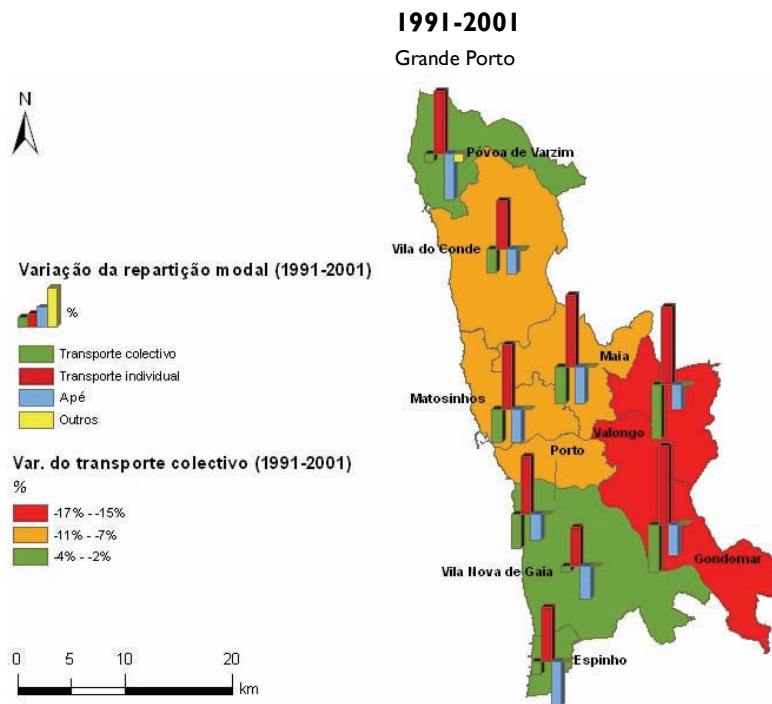 1991-2001
Grande Porto
N
Póvoa de Varzim
Vila do Conde
Variação da repartição modal (1991-2001)
%
Transporte colectivo
Transporte individual
Apé
Outros
Maia
Matosinhos
Valongo
Porto
Var. do transporte colectivo (1991-2001)
%
-17% - -15%
-11% - -7%
-4% - -2%
Gondomar
Vila Nova de Gaia
Espinho
0 5 10 20
km